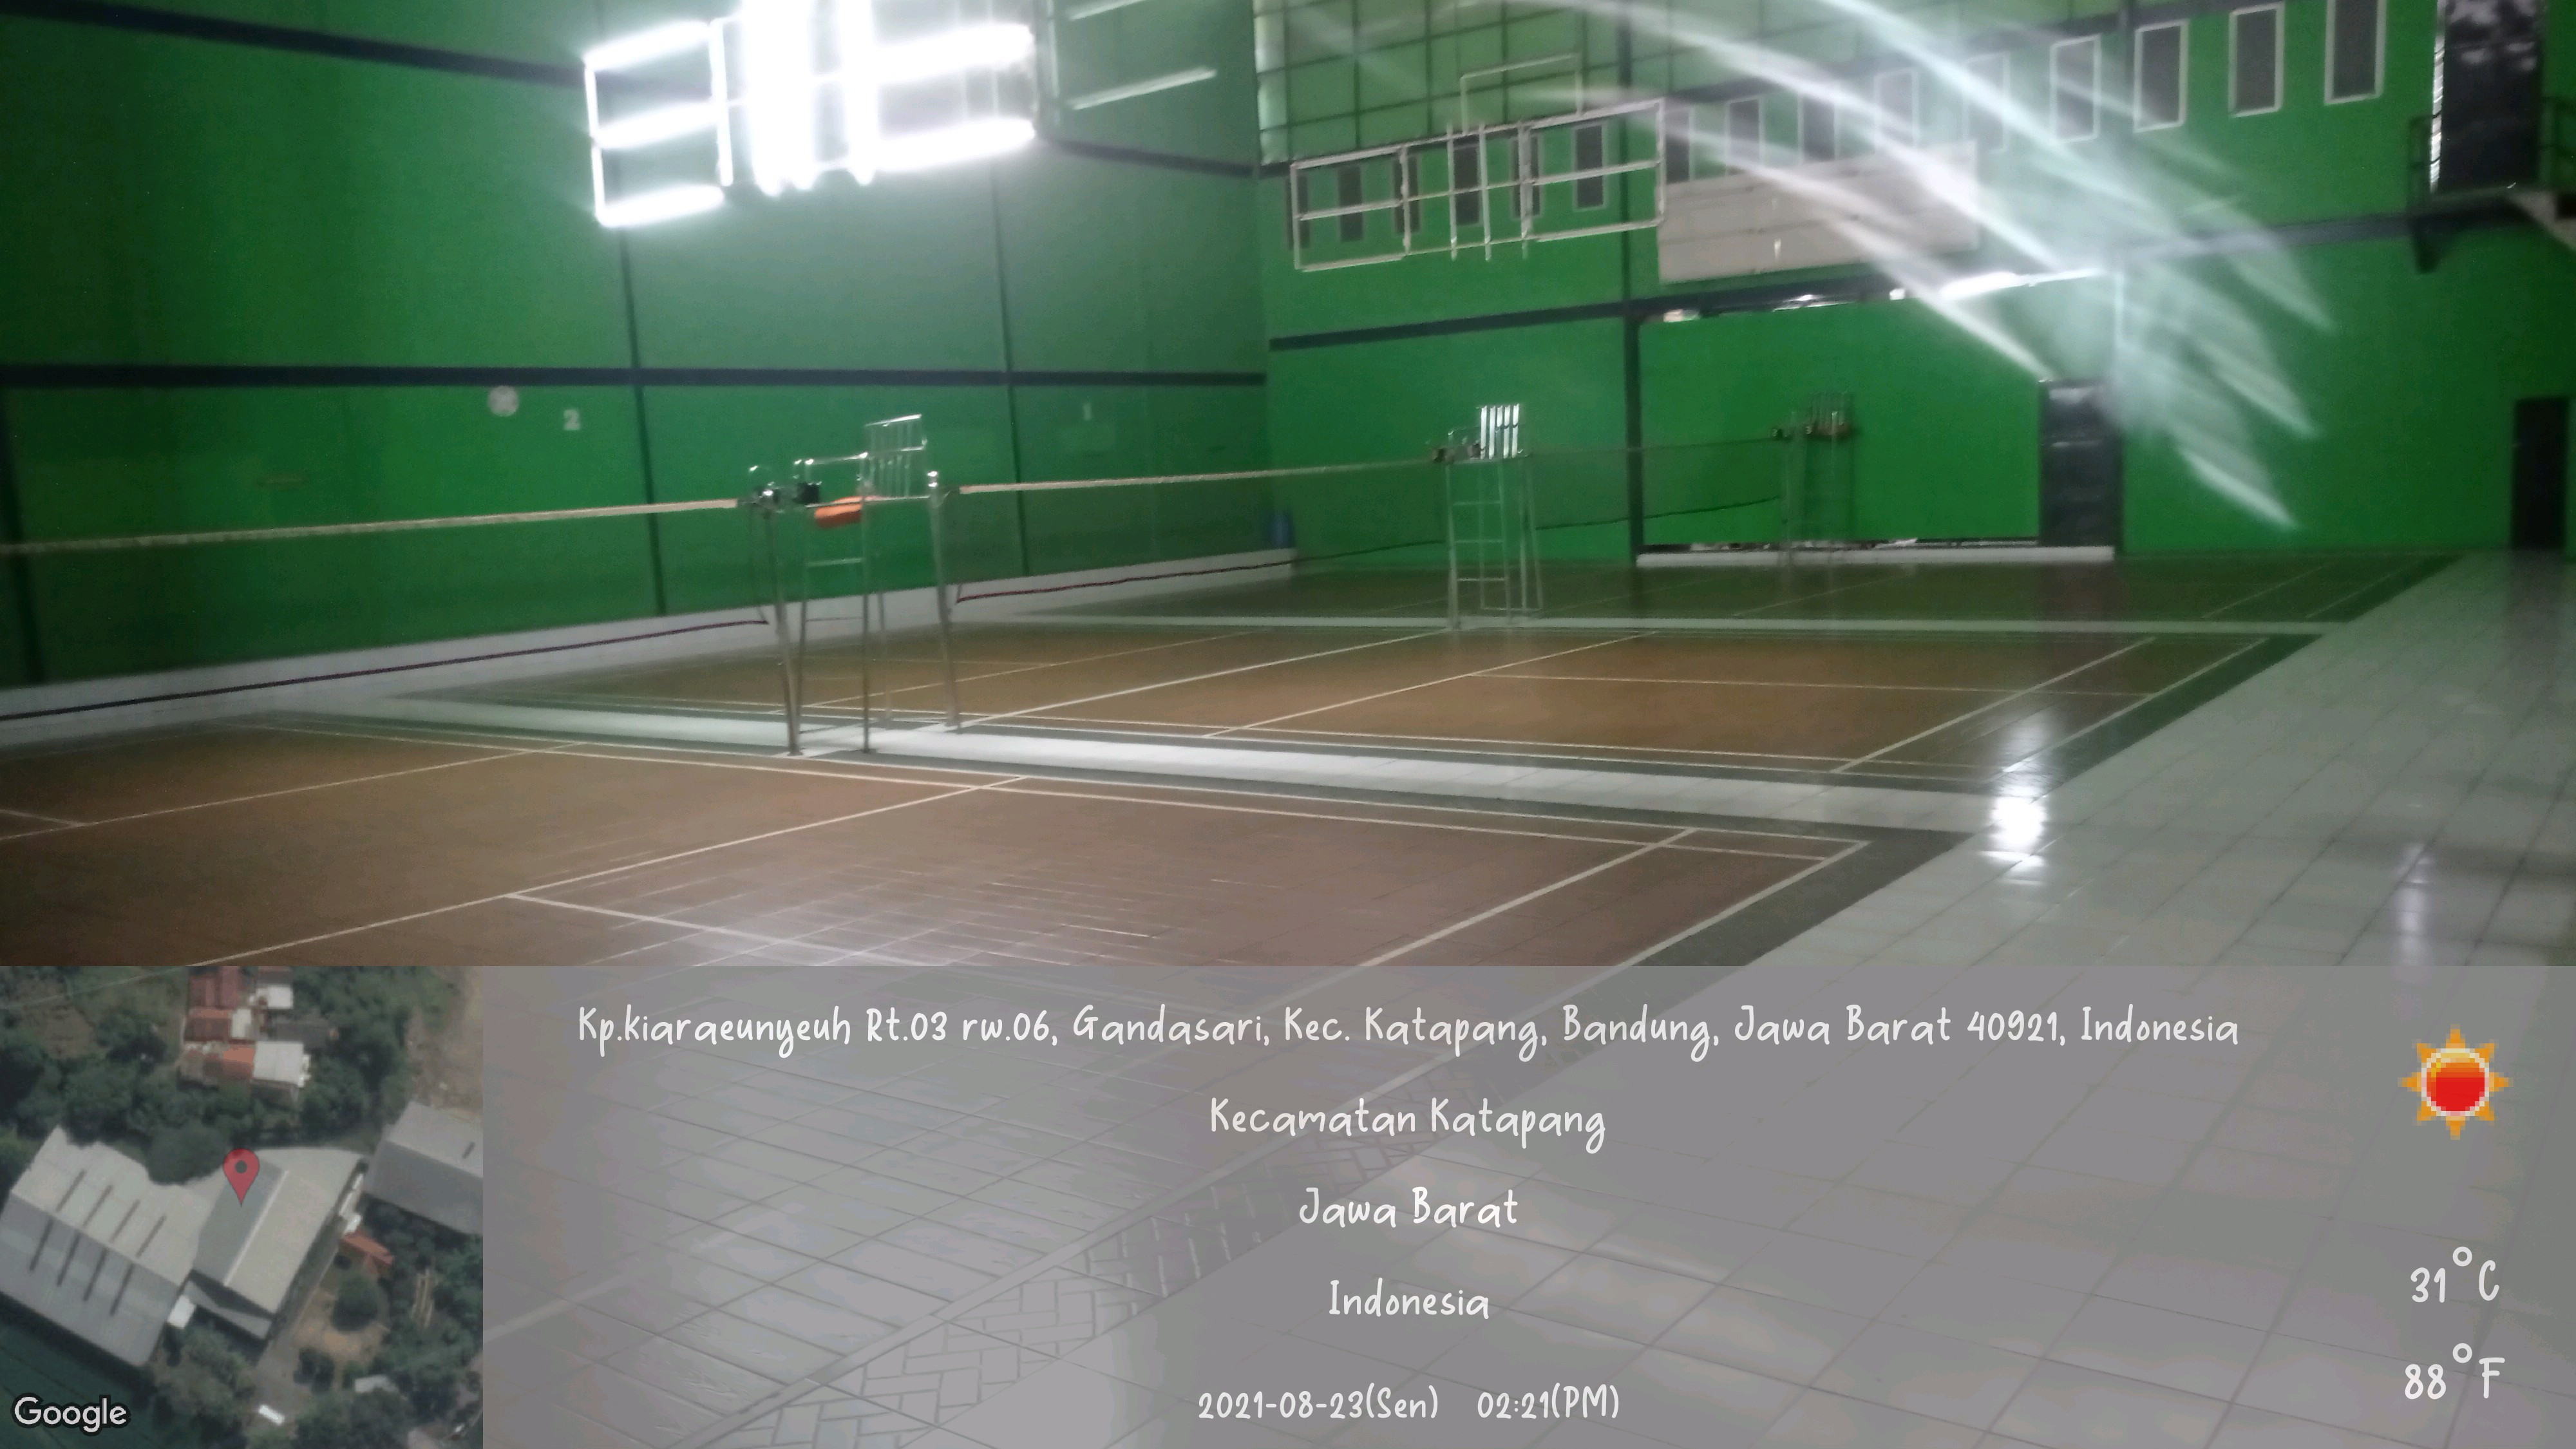 2
1
Kp.kiaraeunyeuh Rt.03 rw.06, Gandasari, Kec. Katapang, Bandung, Jawa Barat 40921, Indonesia
Kecamatan Katapang
Jawa Barat
Indonesia
2021-08-23(Sen) 02:21(PM)
31°C
88°F
Google